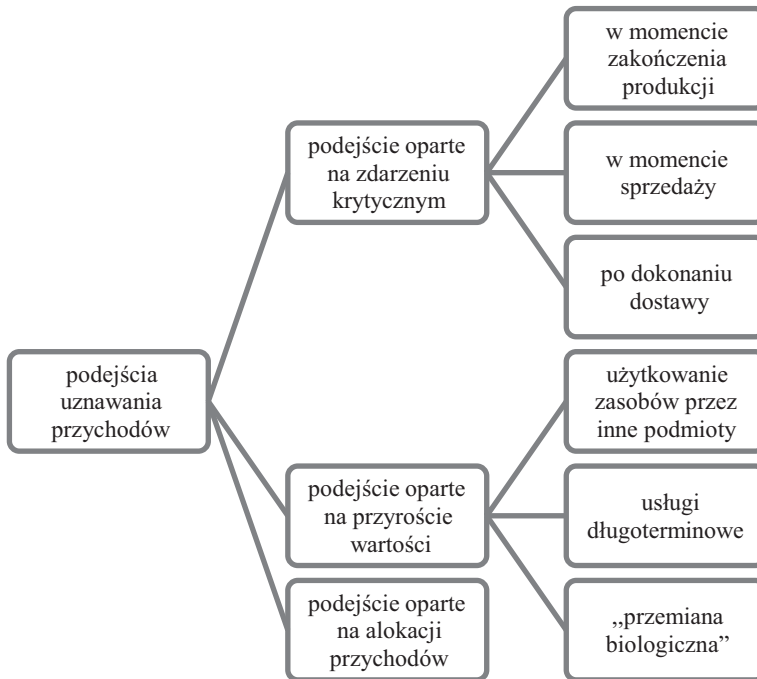 podejścia
uznawania
przychodów
podejście oparte
na zdarzeniu
krytycznym
w momencie
zakończenia
produkcji
w momencie
sprzedaży
po dokonaniu
dostawy
podejście oparte
na przyroście
wartości
użytkowanie
zasobów przez
inne podmioty
usługi
długoterminowe
„przemiana
biologiczna”
podejście oparte
na alokacji
przychodów